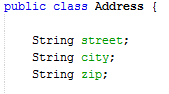 public class Address {
String street;
String city;
String zip;